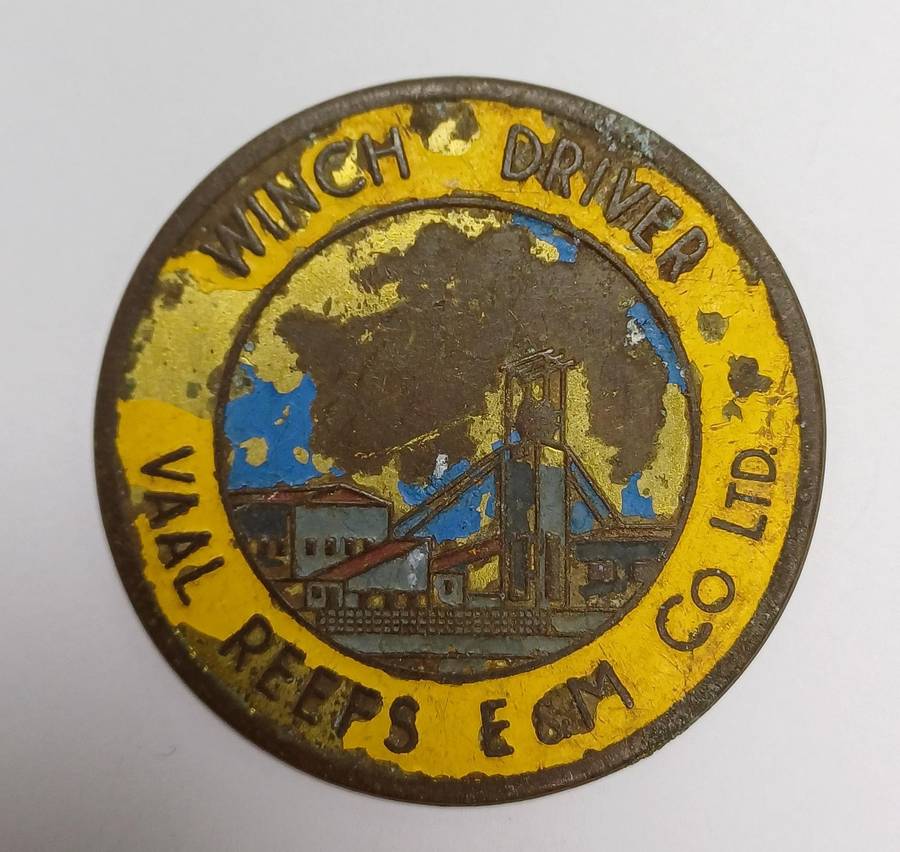 WINCH DRIVER
VAAL REEFS E&M CO LTD.